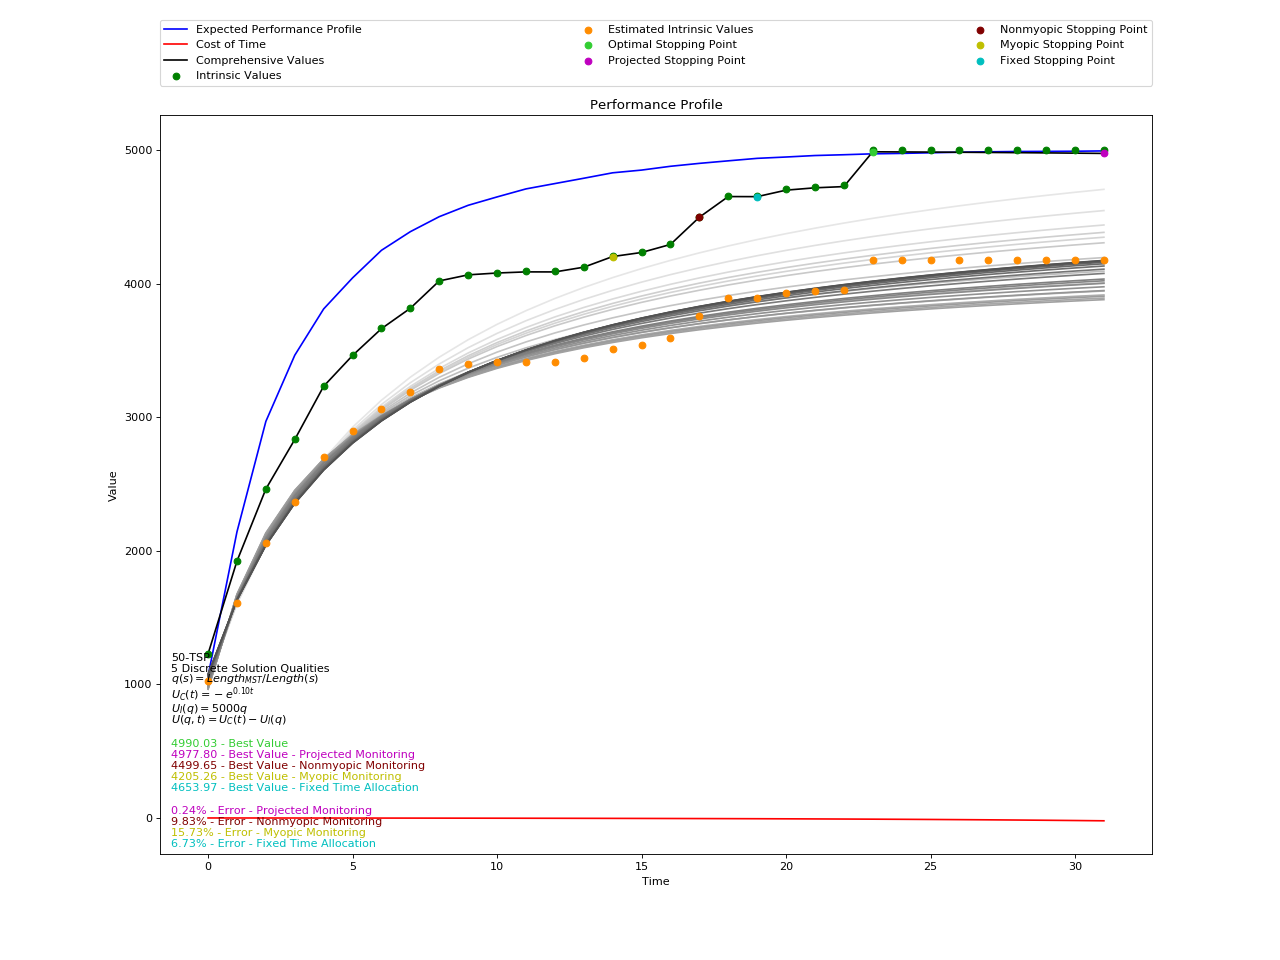 Expected Performance Profile
Cost of Time
Comprehensive Values
Intrinsic Values
Estimated Intrinsic Values
Optimal Stopping Point
Projected Stopping Point
Nonmyopic Stopping Point
Myopic Stopping Point
Fixed Stopping Point
Performance Profile
5000
4000
3000
2000
1000
0
Value
50-TSP
5 Discrete Solution Qualities
q(s) = Length_MST/Length(s)
U_C(t) = −e^0.10t
U_I(q) = 5000q
U(q, t) = U_C(t) − U_I(q)
4990.03 - Best Value
4977.80 - Best Value - Projected Monitoring
4499.65 - Best Value - Nonmyopic Monitoring
4205.26 - Best Value - Myopic Monitoring
4653.97 - Best Value - Fixed Time Allocation
0.24% - Error - Projected Monitoring
9.83% - Error - Nonmyopic Monitoring
15.73% - Error - Myopic Monitoring
6.73% - Error - Fixed Time Allocation
0 5 10 15 20 25 30
Time